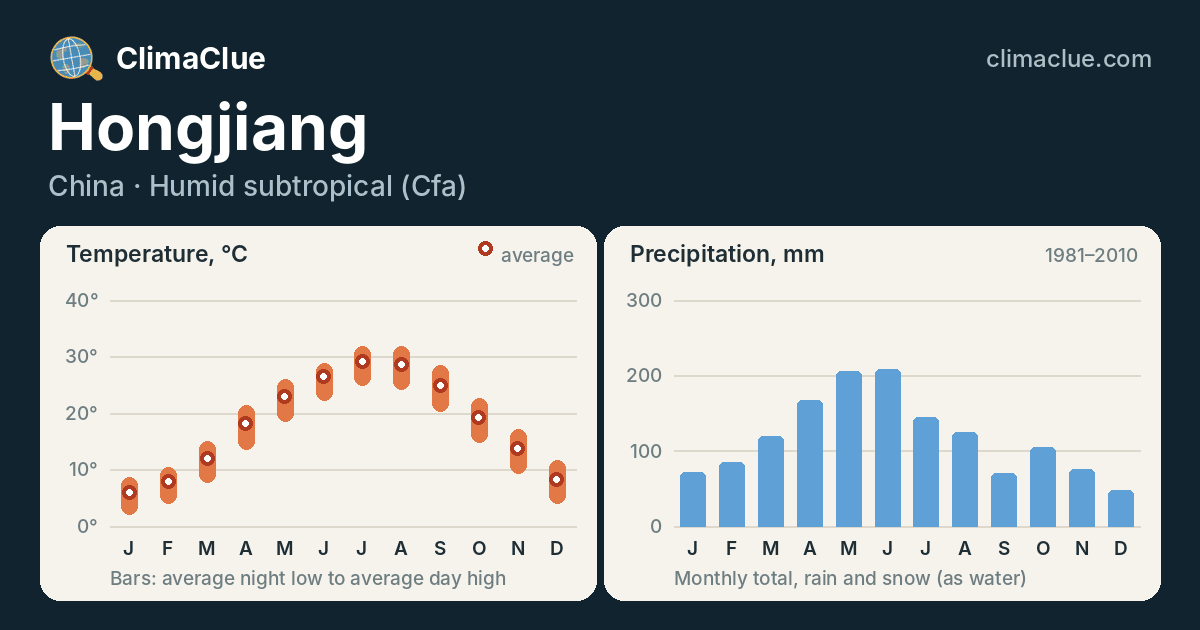 ClimaClue
climaclue.com
Hongjiang
China · Humid subtropical (Cfa)
Temperature, °C
average
40°
30°
20°
10°
0°
J F M A M J J A S O N D
Bars: average night low to average day high
Precipitation, mm
1981–2010
300
200
100
0
J F M A M J J A S O N D
Monthly total, rain and snow (as water)